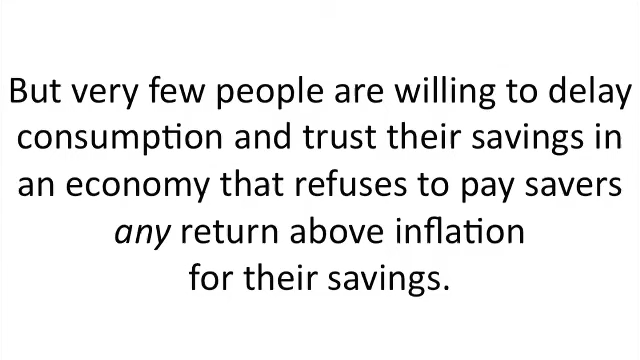 But very few people are willing to delay
consumption and trust their savings in
an economy that refuses to pay savers
any return above inflation
for their savings.